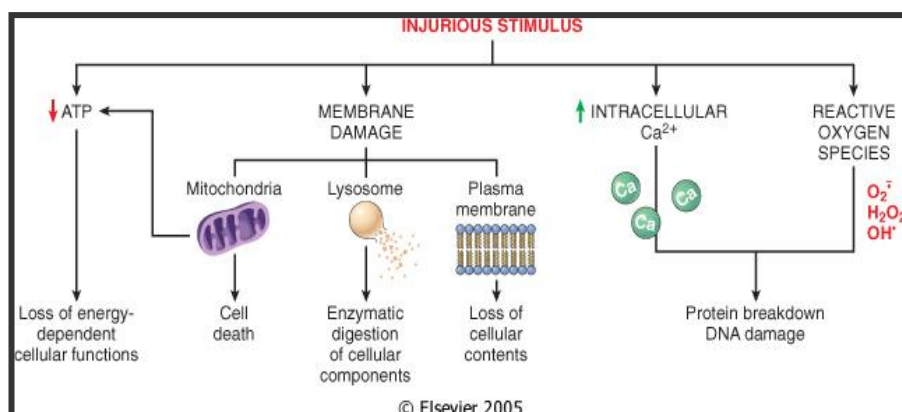 INJURIOUS STIMULUS
ATP
MEMBRANE
DAMAGE
INTRACELLULAR
Ca2+
REACTIVE
OXYGEN
SPECIES
Mitochondria
Lysosome
Plasma
membrane
Ca
Ca
Ca
O2•̄
H2O2
OH•
Loss of energy-
dependent
cellular functions
Cell
death
Enzymatic
digestion
of cellular
components
Loss of
cellular
contents
Protein breakdown
DNA damage
© Elsevier 2005